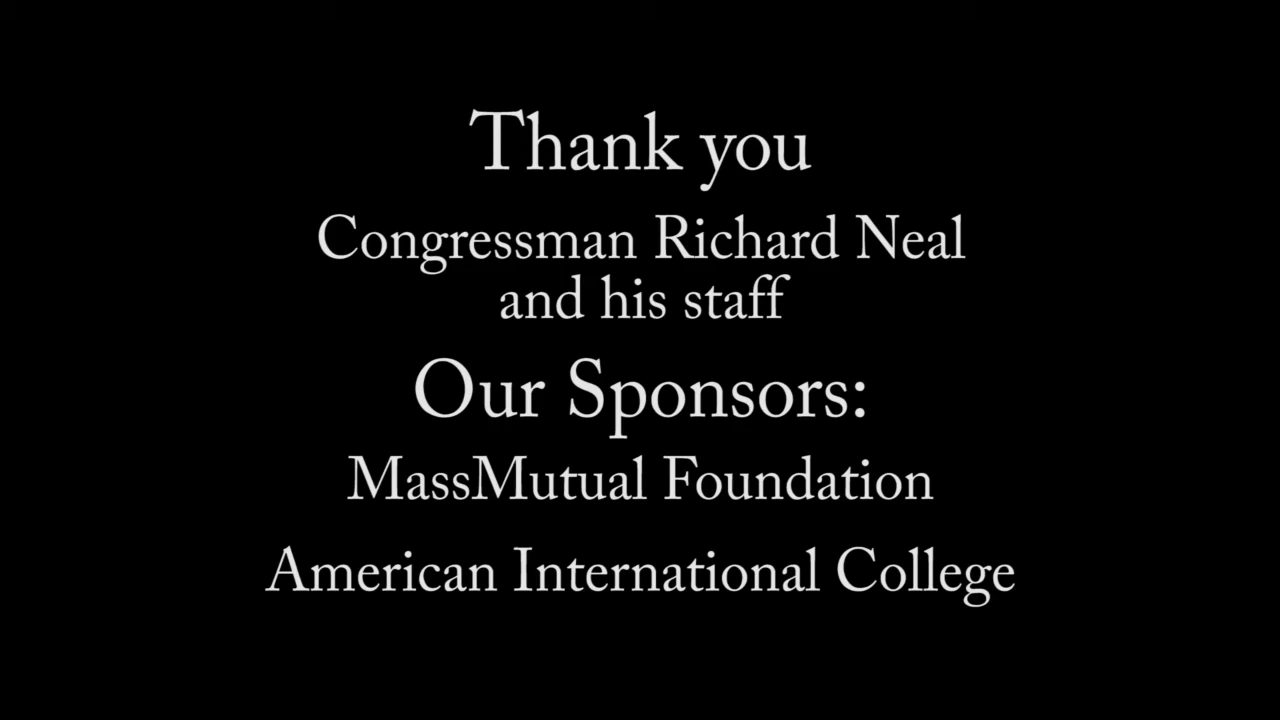 Thank you
Congressman Richard Neal
and his staff
Our Sponsors:
MassMutual Foundation
American International College